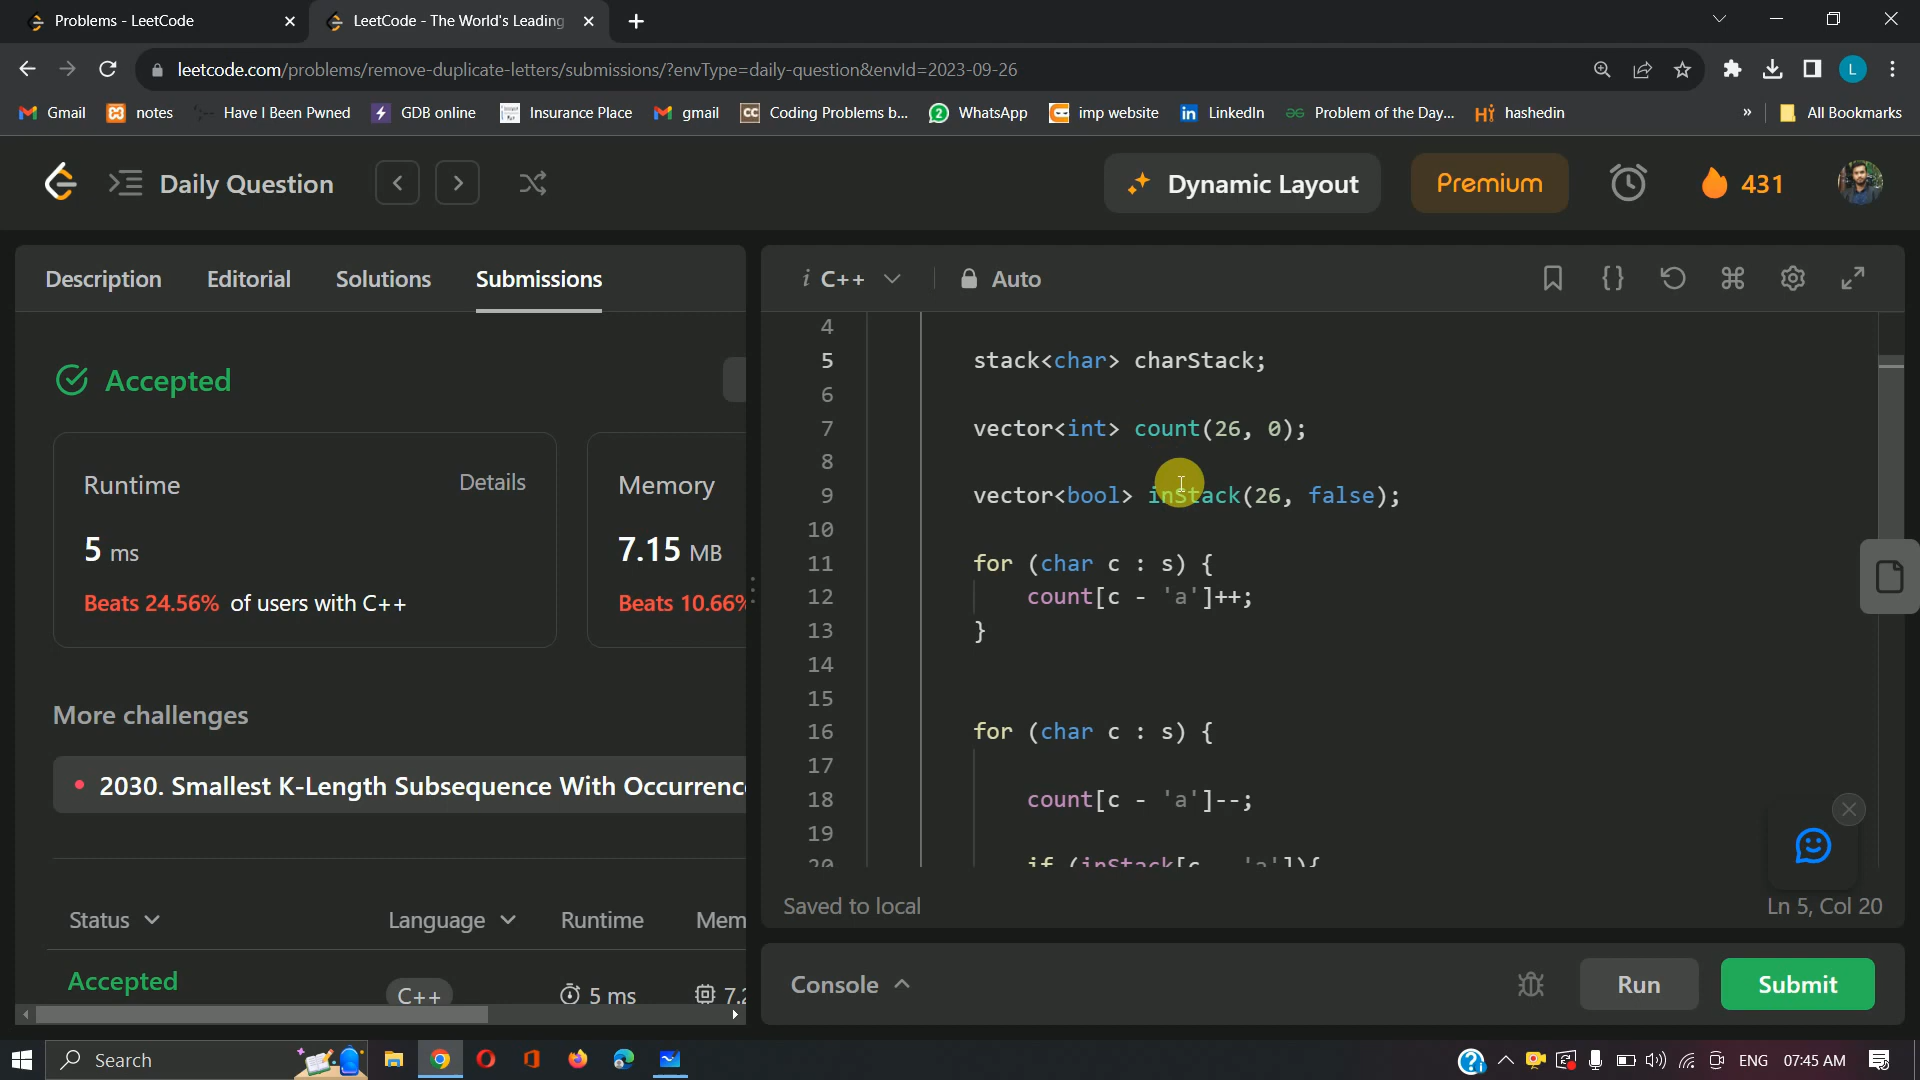 Problems - LeetCode
LeetCode - The World's Leading
leetcode.com/problems/remove-duplicate-letters/submissions/?envType=daily-question&envId=2023-09-26
L
Gmail
notes
Have I Been Pwned
GDB online
Insurance Place
gmail
CC Coding Problems b...
WhatsApp
imp website
in LinkedIn
Problem of the Day...
hashedin
»
All Bookmarks
Daily Question
Dynamic Layout
Premium
431
Description
Editorial
Solutions
Submissions
i C++
Auto
Accepted
Runtime
Details
5 ms
Beats 24.56% of users with C++
Memory
7.15 MB
Beats 10.66%
More challenges
2030. Smallest K-Length Subsequence With Occurrenc
Status
Language
Runtime
Mem
Accepted
C++
5 ms
7.2
4
5 stack<char> charStack;
6
7 vector<int> count(26, 0);
8
9 vector<bool> inStack(26, false);
10
11 for (char c : s) {
12 count[c - 'a']++;
13 }
14
15
16 for (char c : s) {
17
18 count[c - 'a']--;
19
20 if (inStack[c - 'a']){
Saved to local
Ln 5, Col 20
Console
Run
Submit
Search
ENG
07:45 AM